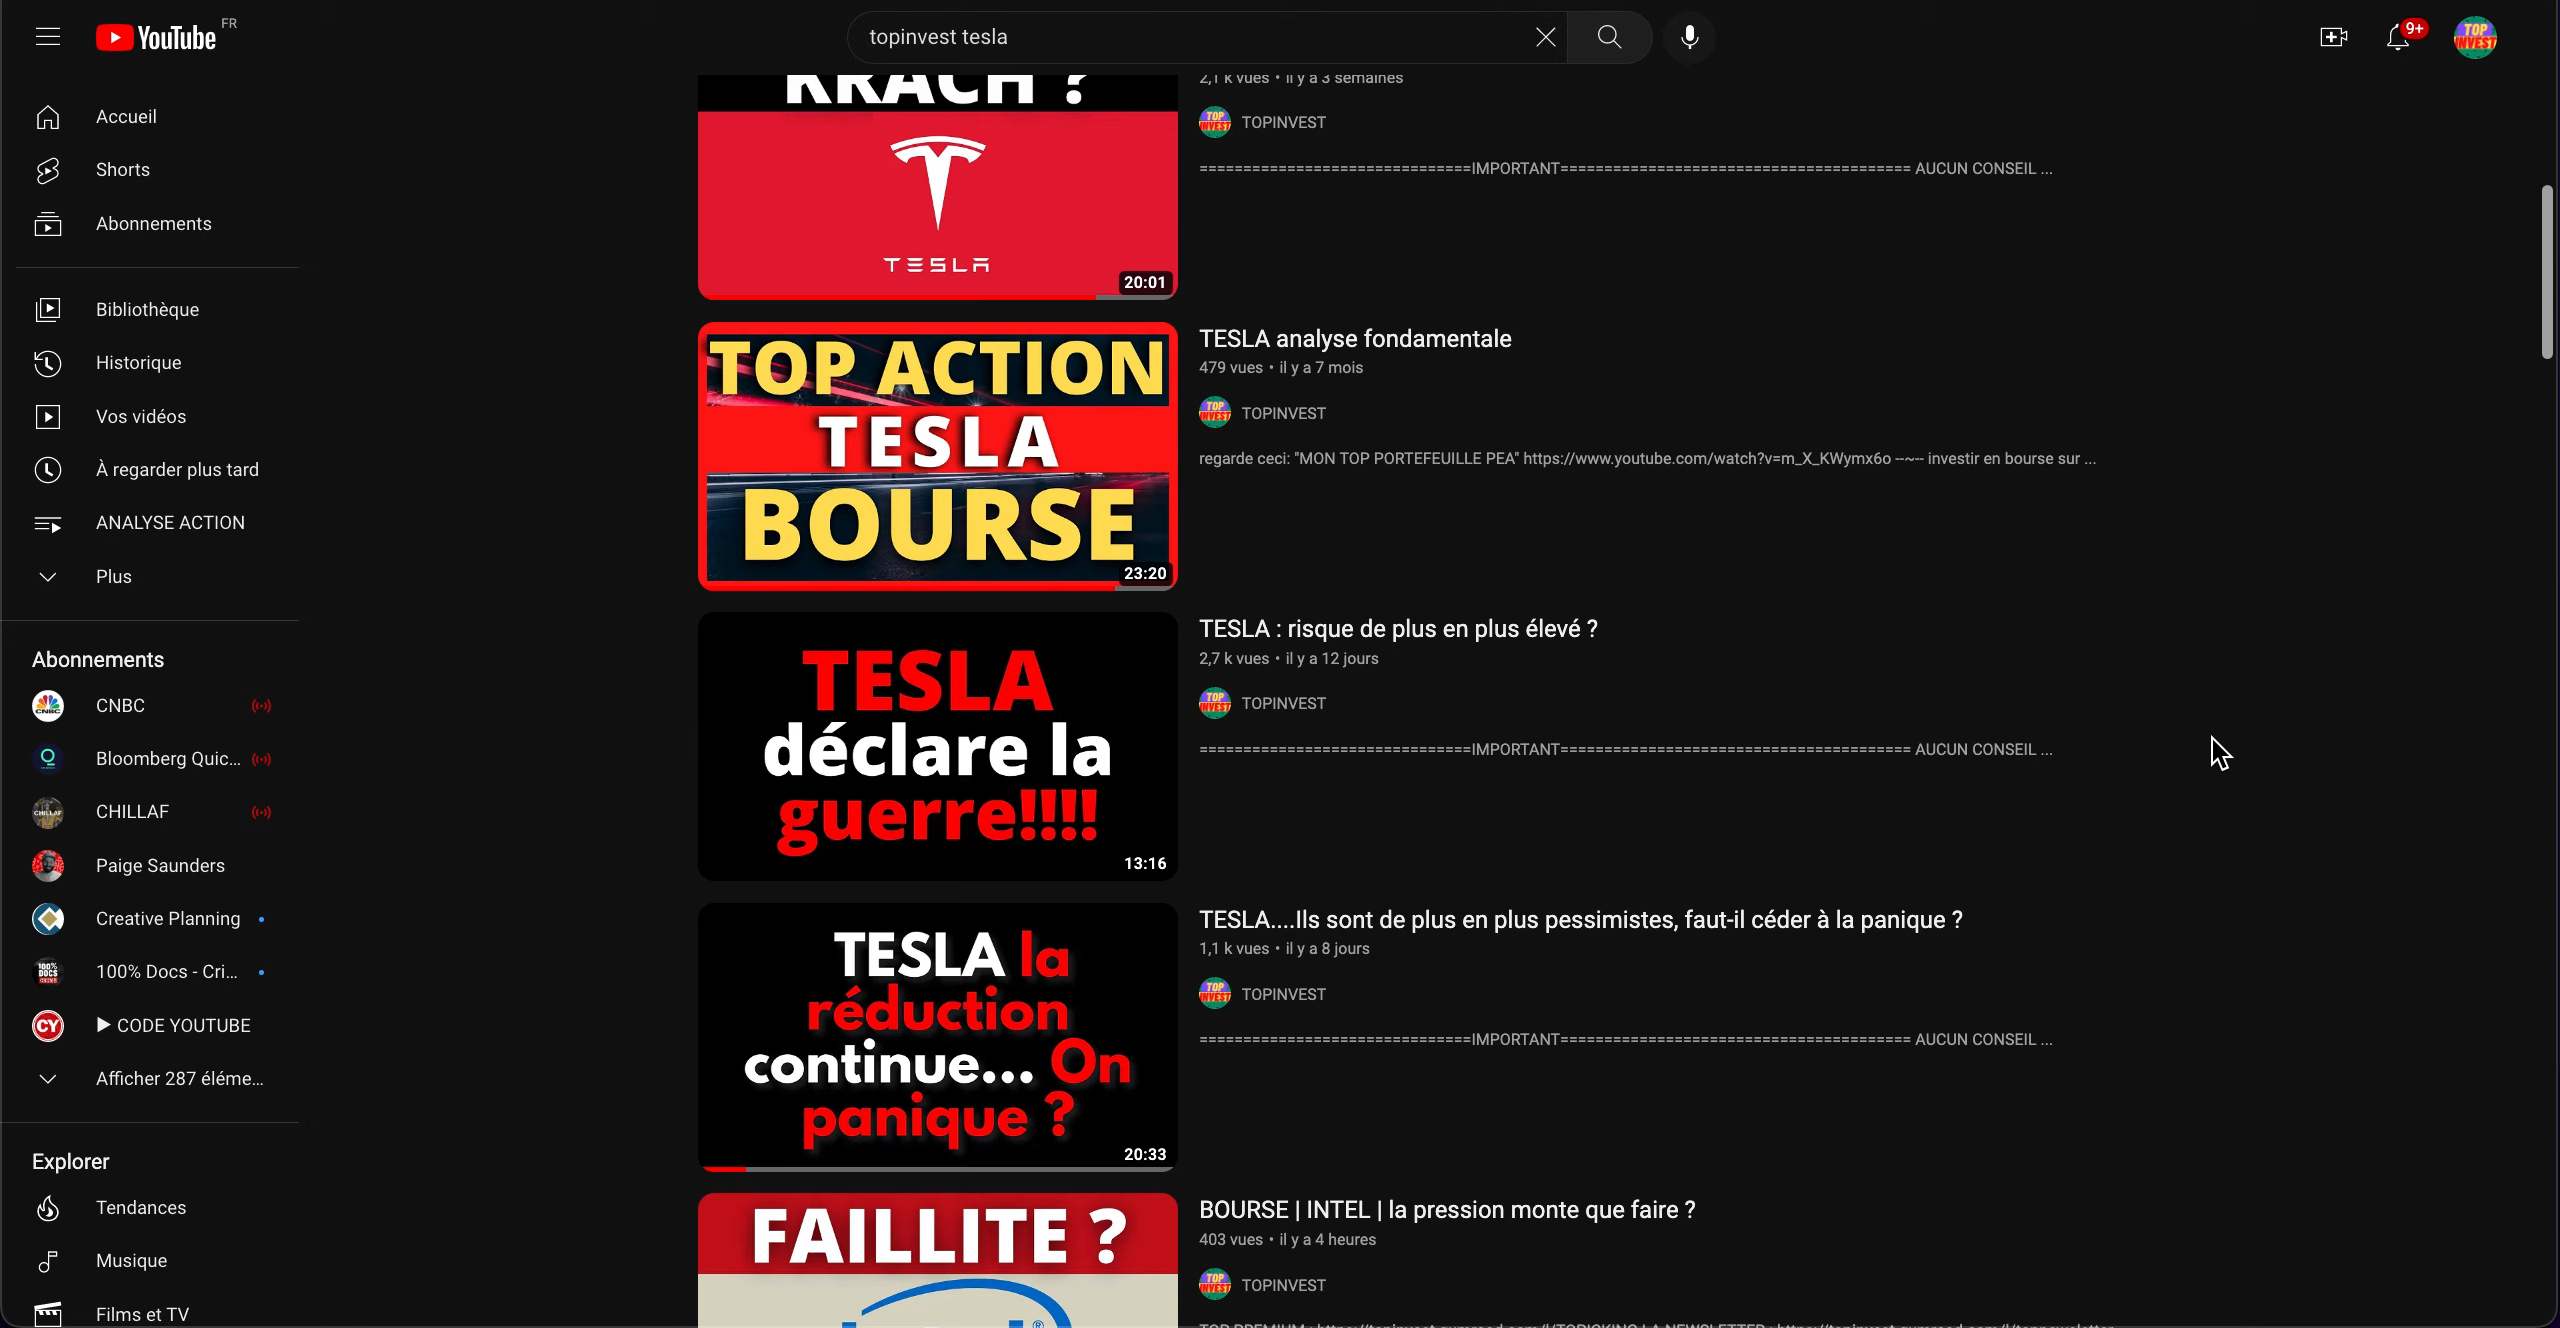 YouTube FR
topinvest tesla
9+
TOP INVEST
Accueil
Shorts
Abonnements
Bibliothèque
Historique
Vos vidéos
À regarder plus tard
ANALYSE ACTION
Plus
Abonnements
CNBC
Bloomberg Quic...
CHILLAF
Paige Saunders
Creative Planning
100% Docs - Cri...
CY
▶ CODE YOUTUBE
Afficher 287 éléme...
Explorer
Tendances
Musique
Films et TV
KRACH ?
TESLA
20:01
2,1 k vues • il y a 3 semaines
TOPINVEST
===============================IMPORTANT======================================== AUCUN CONSEIL ...
TOP ACTION
TESLA
BOURSE
23:20
TESLA analyse fondamentale
479 vues • il y a 7 mois
TOPINVEST
regarde ceci: "MON TOP PORTEFEUILLE PEA" https://www.youtube.com/watch?v=m_X_KWymx6o --~-- investir en bourse sur ...
TESLA
déclare la
guerre!!!!
13:16
TESLA : risque de plus en plus élevé ?
2,7 k vues • il y a 12 jours
TOPINVEST
===============================IMPORTANT======================================== AUCUN CONSEIL ...
TESLA la
réduction
continue... On
panique ?
20:33
TESLA....Ils sont de plus en plus pessimistes, faut-il céder à la panique ?
1,1 k vues • il y a 8 jours
TOPINVEST
===============================IMPORTANT======================================== AUCUN CONSEIL ...
FAILLITE ?
BOURSE | INTEL | la pression monte que faire ?
403 vues • il y a 4 heures
TOPINVEST